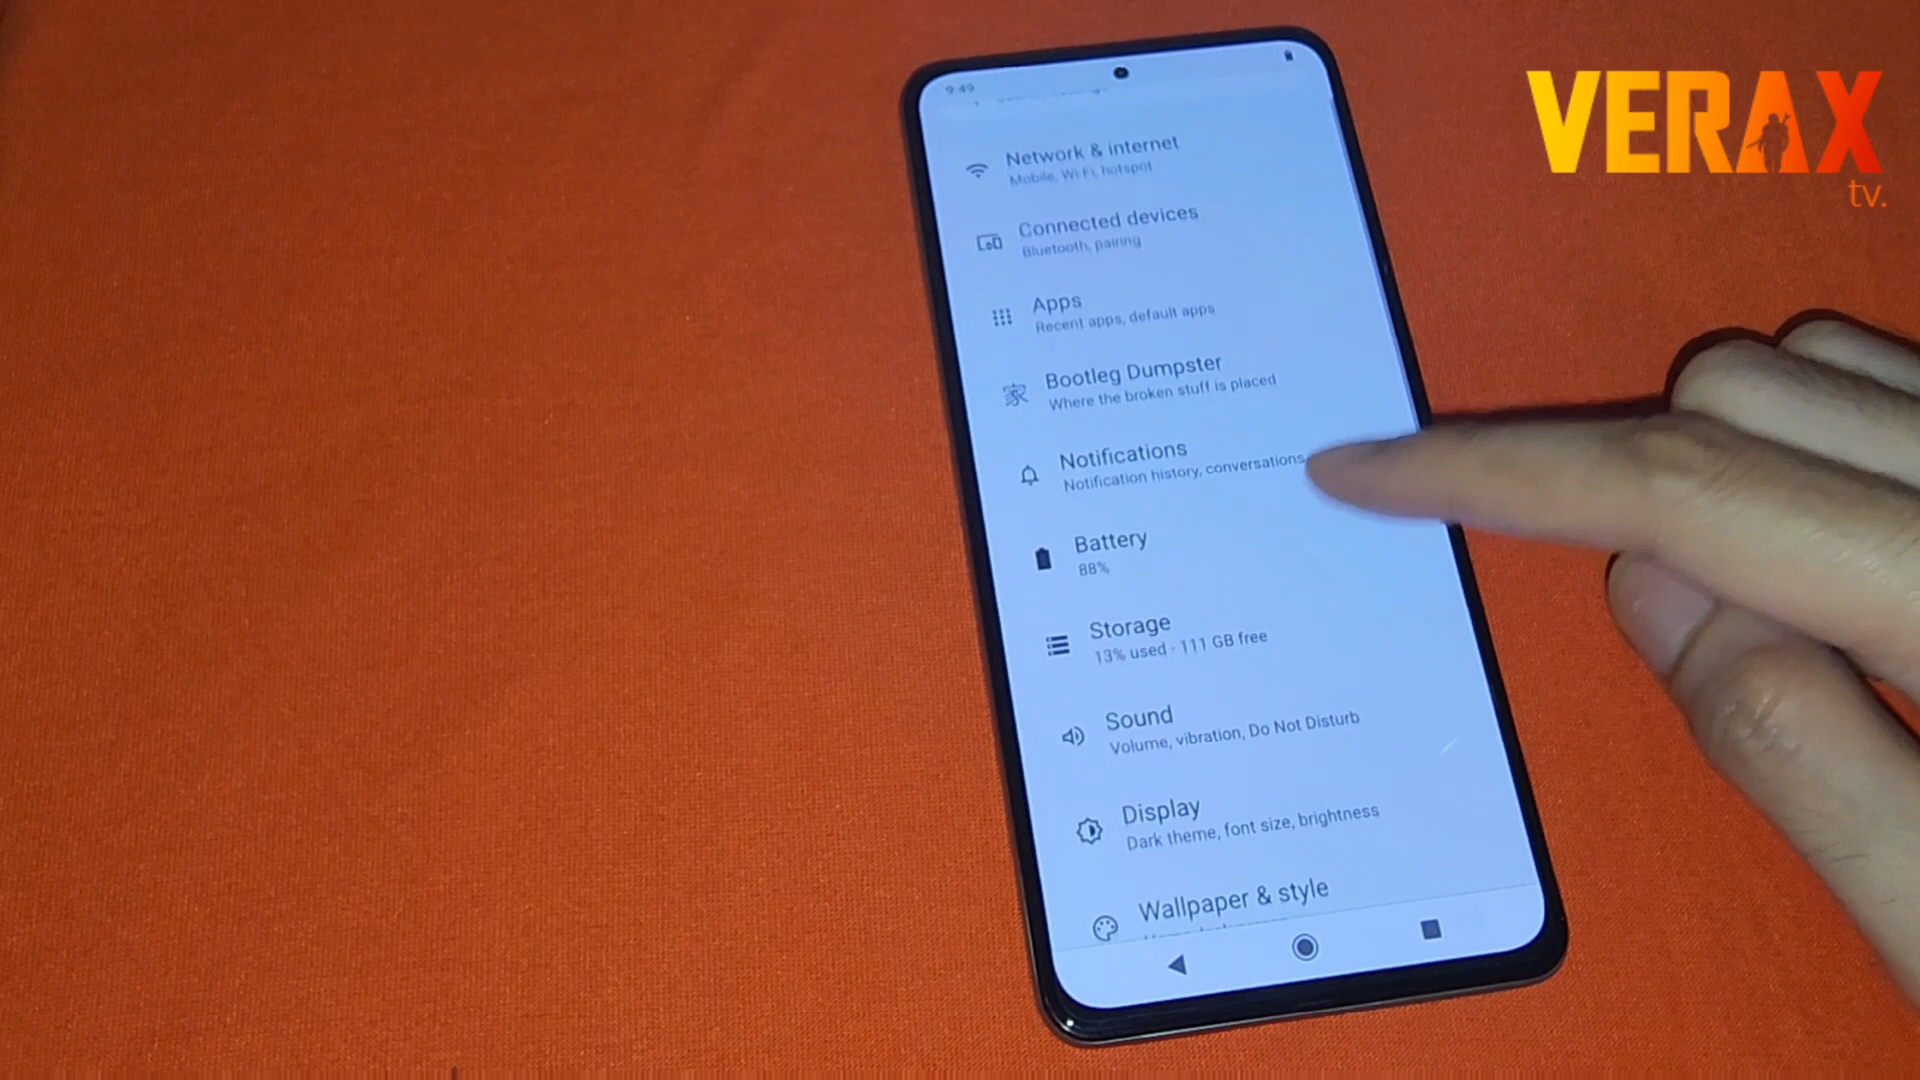 VERAX
tv.
9:49
Network & internet
Mobile, Wi-Fi, hotspot
Connected devices
Bluetooth, pairing
Apps
Recent apps, default apps
家
Bootleg Dumpster
Where the broken stuff is placed
Notifications
Notification history, conversations
Battery
88%
Storage
13% used - 111 GB free
Sound
Volume, vibration, Do Not Disturb
Display
Dark theme, font size, brightness
Wallpaper & style